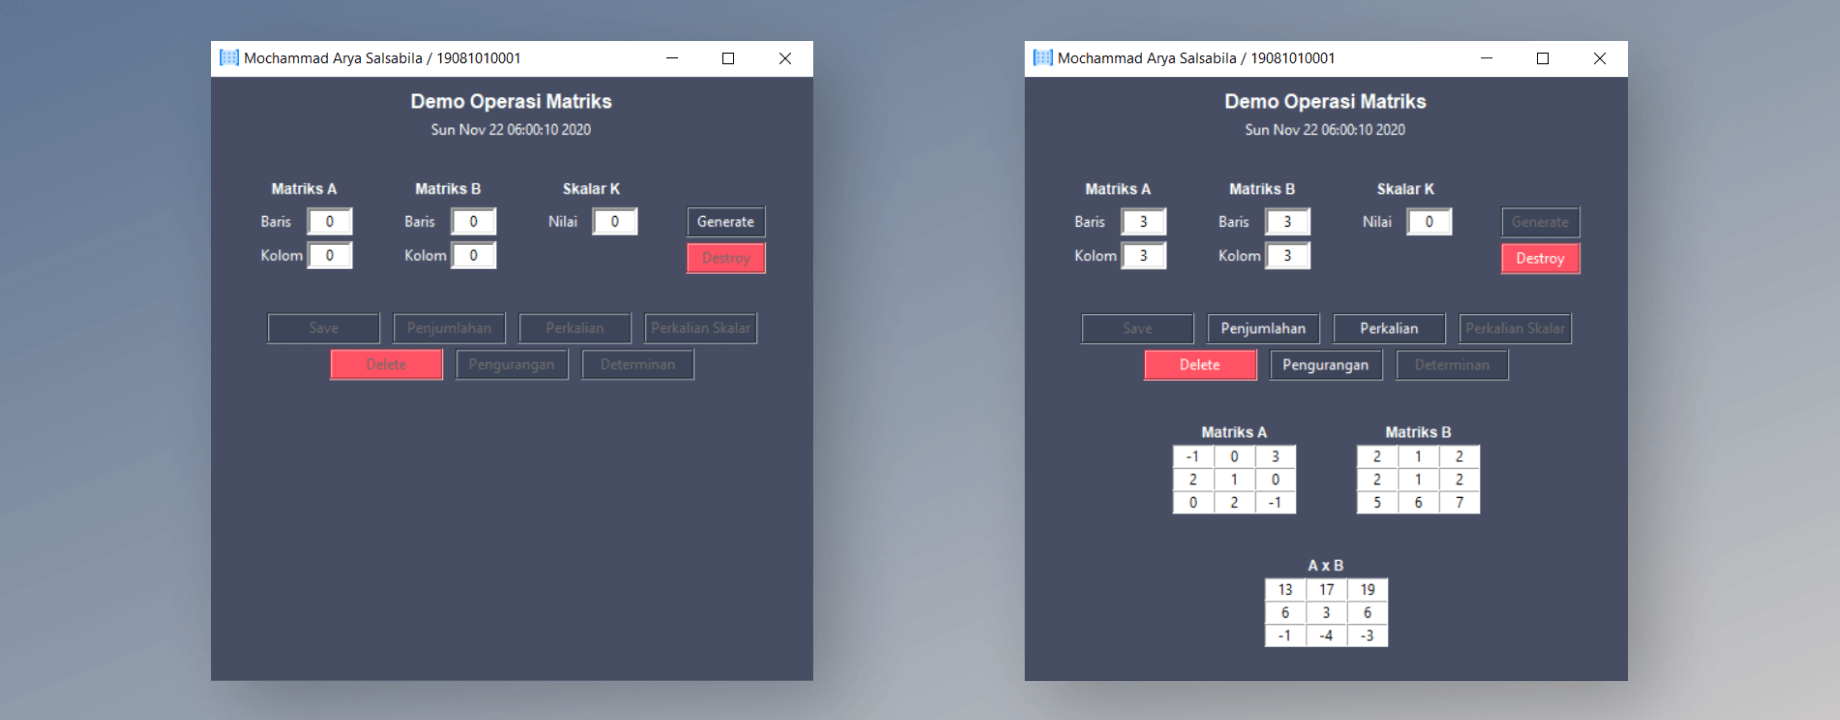 Mochammad Arya Salsabila / 19081010001
Demo Operasi Matriks
Sun Nov 22 06:00:10 2020
Matriks A Matriks B Skalar K
Baris 0 Baris 0 Nilai 0 Generate
Kolom 0 Kolom 0 Destroy
Save Penjumlahan Perkalian Perkalian Skalar
Delete Pengurangan Determinan
Mochammad Arya Salsabila / 19081010001
Demo Operasi Matriks
Sun Nov 22 06:00:10 2020
Matriks A Matriks B Skalar K
Baris 3 Baris 3 Nilai 0 Generate
Kolom 3 Kolom 3 Destroy
Save Penjumlahan Perkalian Perkalian Skalar
Delete Pengurangan Determinan
Matriks A Matriks B
-1 0 3 2 1 2
2 1 0 2 1 2
0 2 -1 5 6 7
A x B
13 17 19
6 3 6
-1 -4 -3